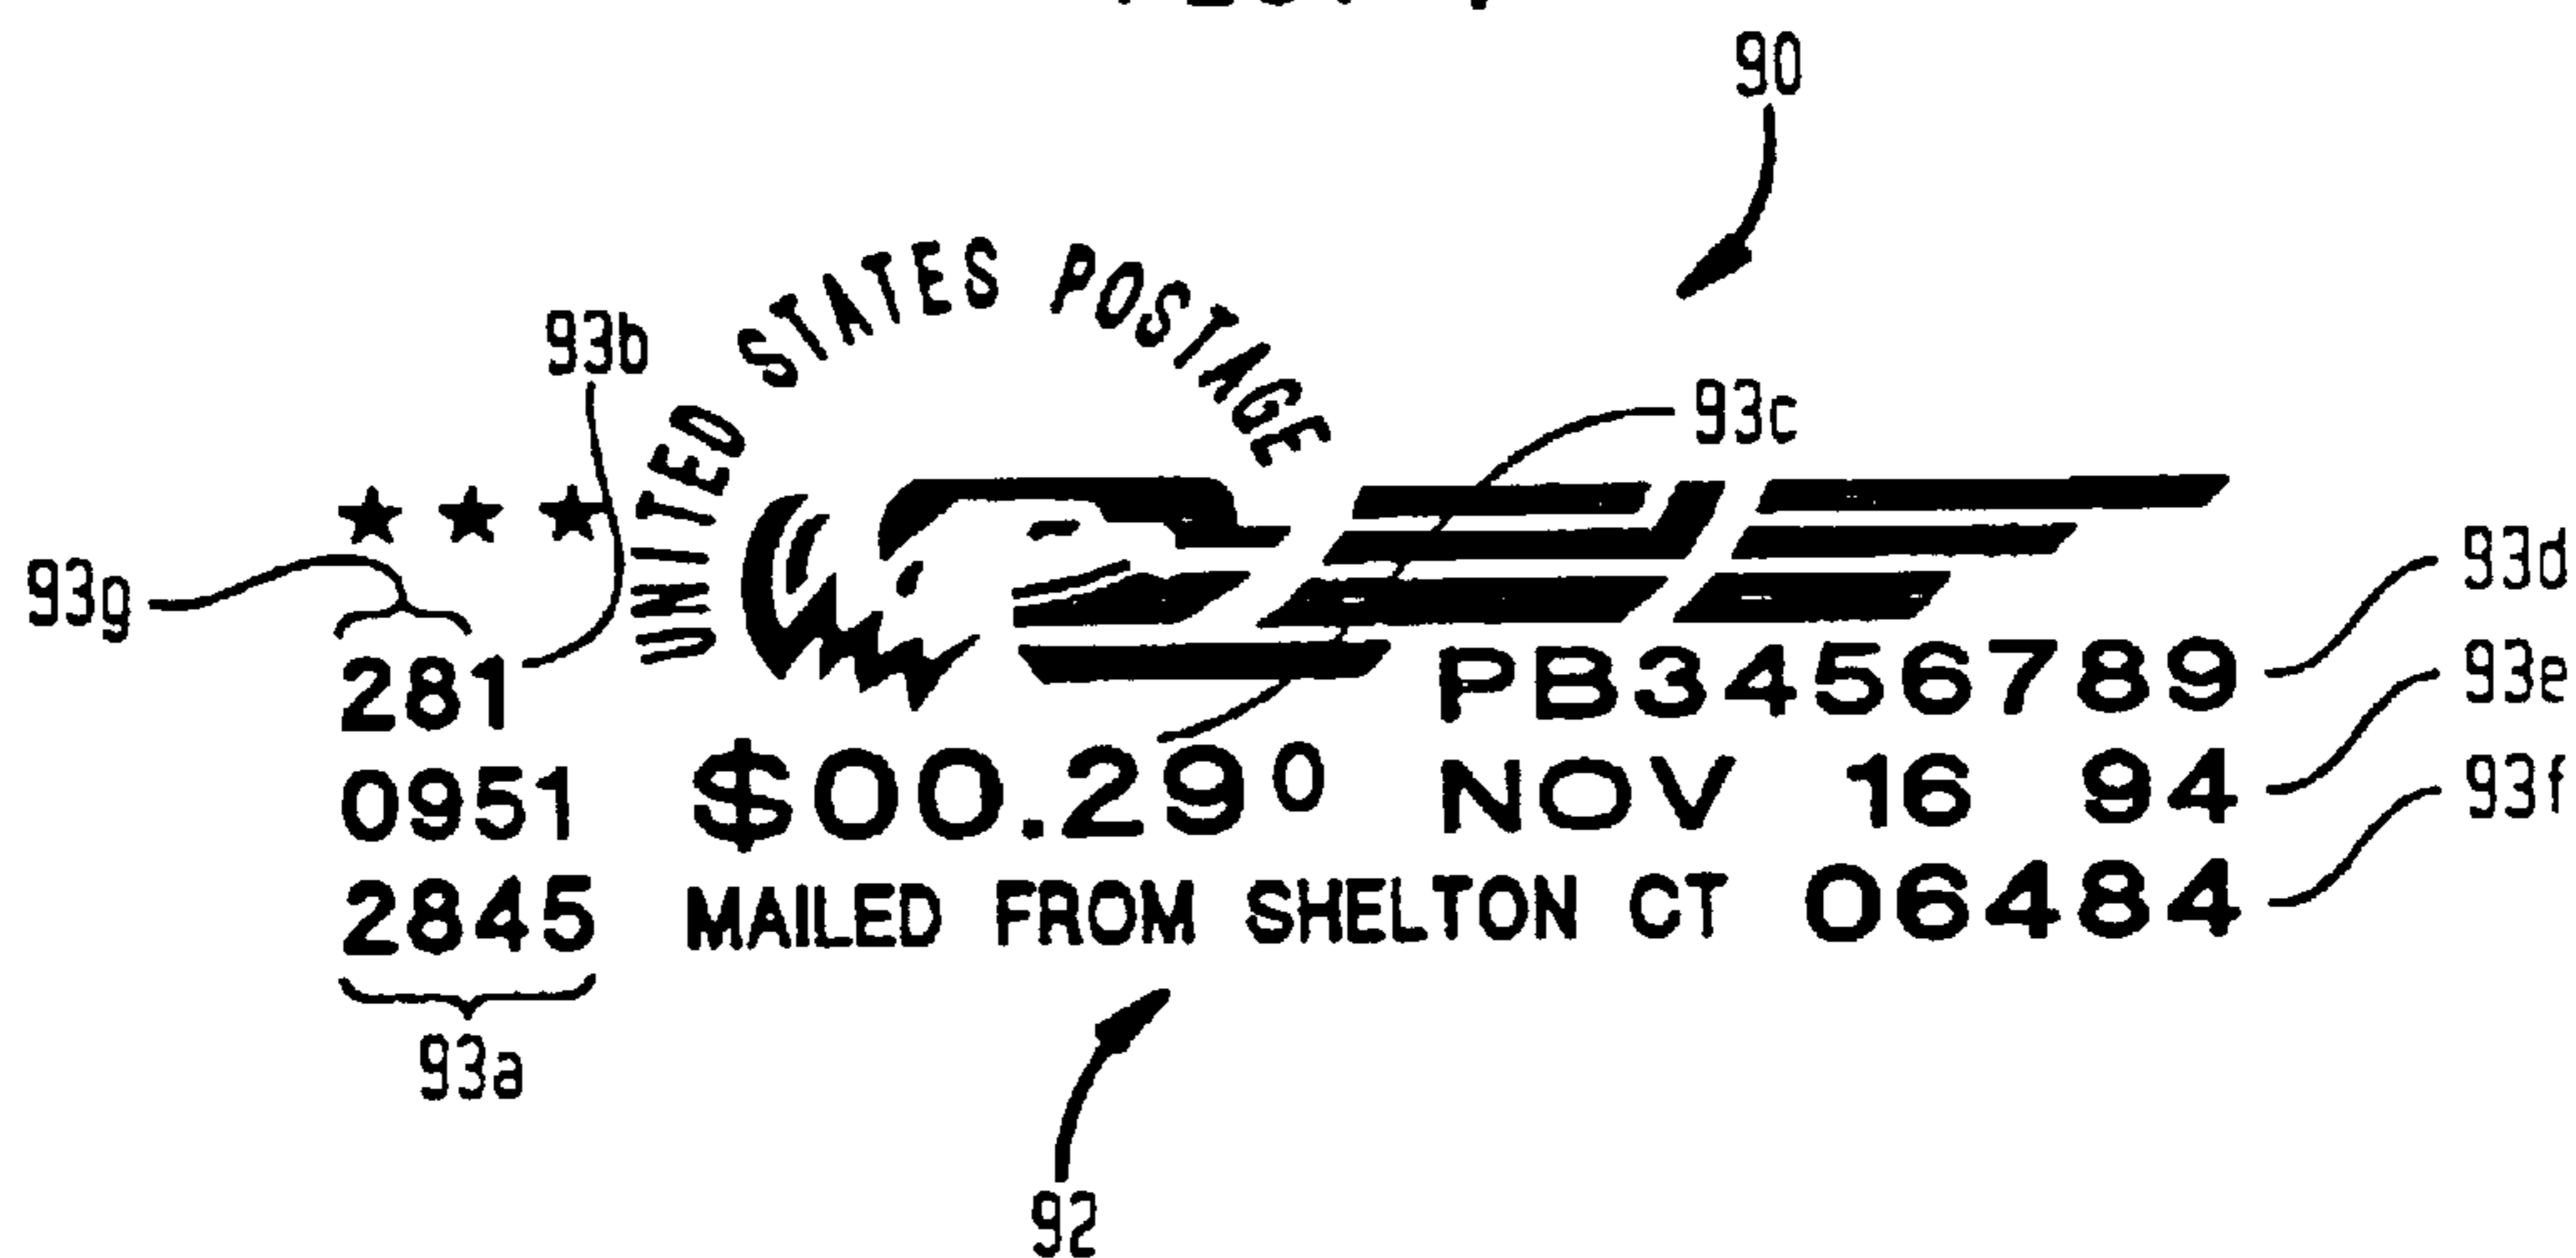 90
UNITED STATES POSTAGE
93b
93c
93g
93d
281
PB3456789
93e
0951
$00.29⁰
NOV 16 94
93f
2845
MAILED FROM SHELTON CT 06484
93a
92